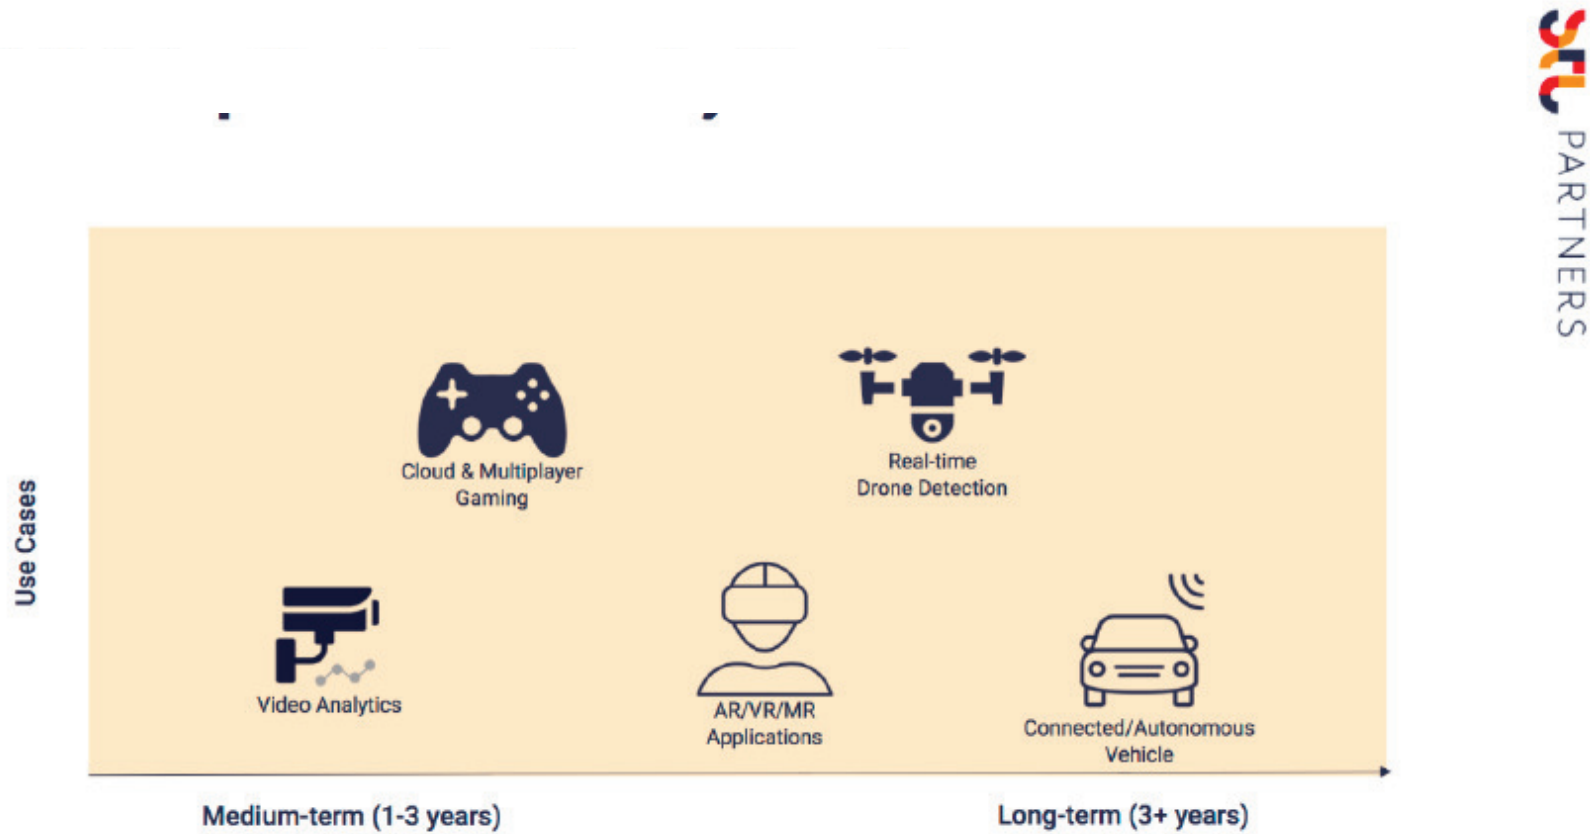 STL
PARTNERS
Cloud & Multiplayer
Gaming
Real-time
Drone Detection
Use Cases
Video Analytics
AR/VR/MR
Applications
Connected/Autonomous
Vehicle
Medium-term (1-3 years)
Long-term (3+ years)